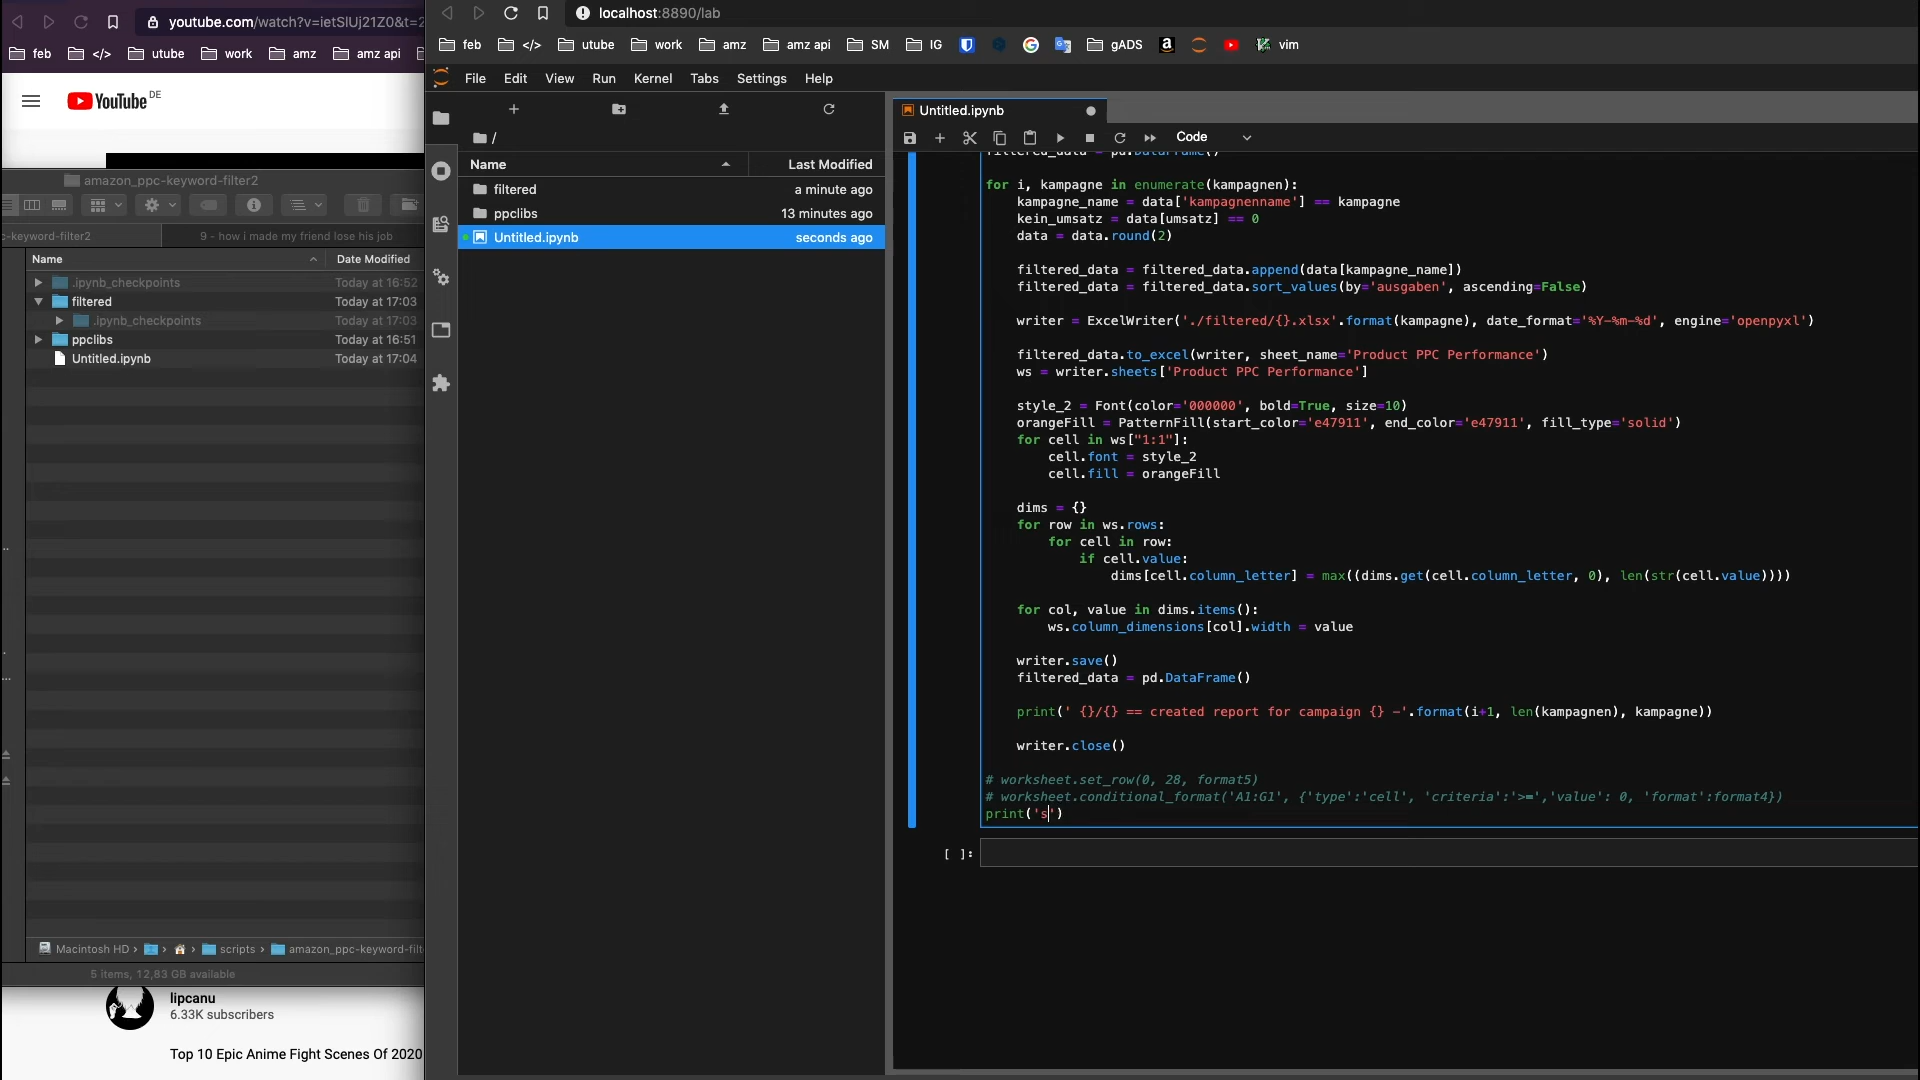 youtube.com/watch?v=ietSlUj21Z0&t=2
feb
</>
utube
work
amz
amz api
YouTube DE
amazon_ppc-keyword-filter2
c-keyword-filter2
9 - how i made my friend lose his job
Name
Date Modified
.ipynb_checkpoints
Today at 16:52
filtered
Today at 17:03
.ipynb_checkpoints
Today at 17:03
ppclibs
Today at 16:51
Untitled.ipynb
Today at 17:04
Macintosh HD › › › scripts › amazon_ppc-keyword-filt
5 items, 12,83 GB available
lipcanu
6.33K subscribers
Top 10 Epic Anime Fight Scenes Of 2020
localhost:8890/lab
feb
</>
utube
work
amz
amz api
SM
IG
gADS
vim
File Edit View Run Kernel Tabs Settings Help
/
Name
Last Modified
filtered
a minute ago
ppclibs
13 minutes ago
Untitled.ipynb
seconds ago
Untitled.ipynb
Code
filtered_data = pd.DataFrame()
for i, kampagne in enumerate(kampagnen):
kampagne_name = data['kampagnenname'] == kampagne
kein_umsatz = data[umsatz] == 0
data = data.round(2)
filtered_data = filtered_data.append(data[kampagne_name])
filtered_data = filtered_data.sort_values(by='ausgaben', ascending=False)
writer = ExcelWriter('./filtered/{}.xlsx'.format(kampagne), date_format='%Y-%m-%d', engine='openpyxl')
filtered_data.to_excel(writer, sheet_name='Product PPC Performance')
ws = writer.sheets['Product PPC Performance']
style_2 = Font(color='000000', bold=True, size=10)
orangeFill = PatternFill(start_color='e47911', end_color='e47911', fill_type='solid')
for cell in ws["1:1"]:
cell.font = style_2
cell.fill = orangeFill
dims = {}
for row in ws.rows:
for cell in row:
if cell.value:
dims[cell.column_letter] = max((dims.get(cell.column_letter, 0), len(str(cell.value))))
for col, value in dims.items():
ws.column_dimensions[col].width = value
writer.save()
filtered_data = pd.DataFrame()
print(' {}/{} == created report for campaign {} -'.format(i+1, len(kampagnen), kampagne))
writer.close()
# worksheet.set_row(0, 28, format5)
# worksheet.conditional_format('A1:G1', {'type':'cell', 'criteria':'>=','value': 0, 'format':format4})
print('s')
[ ]: